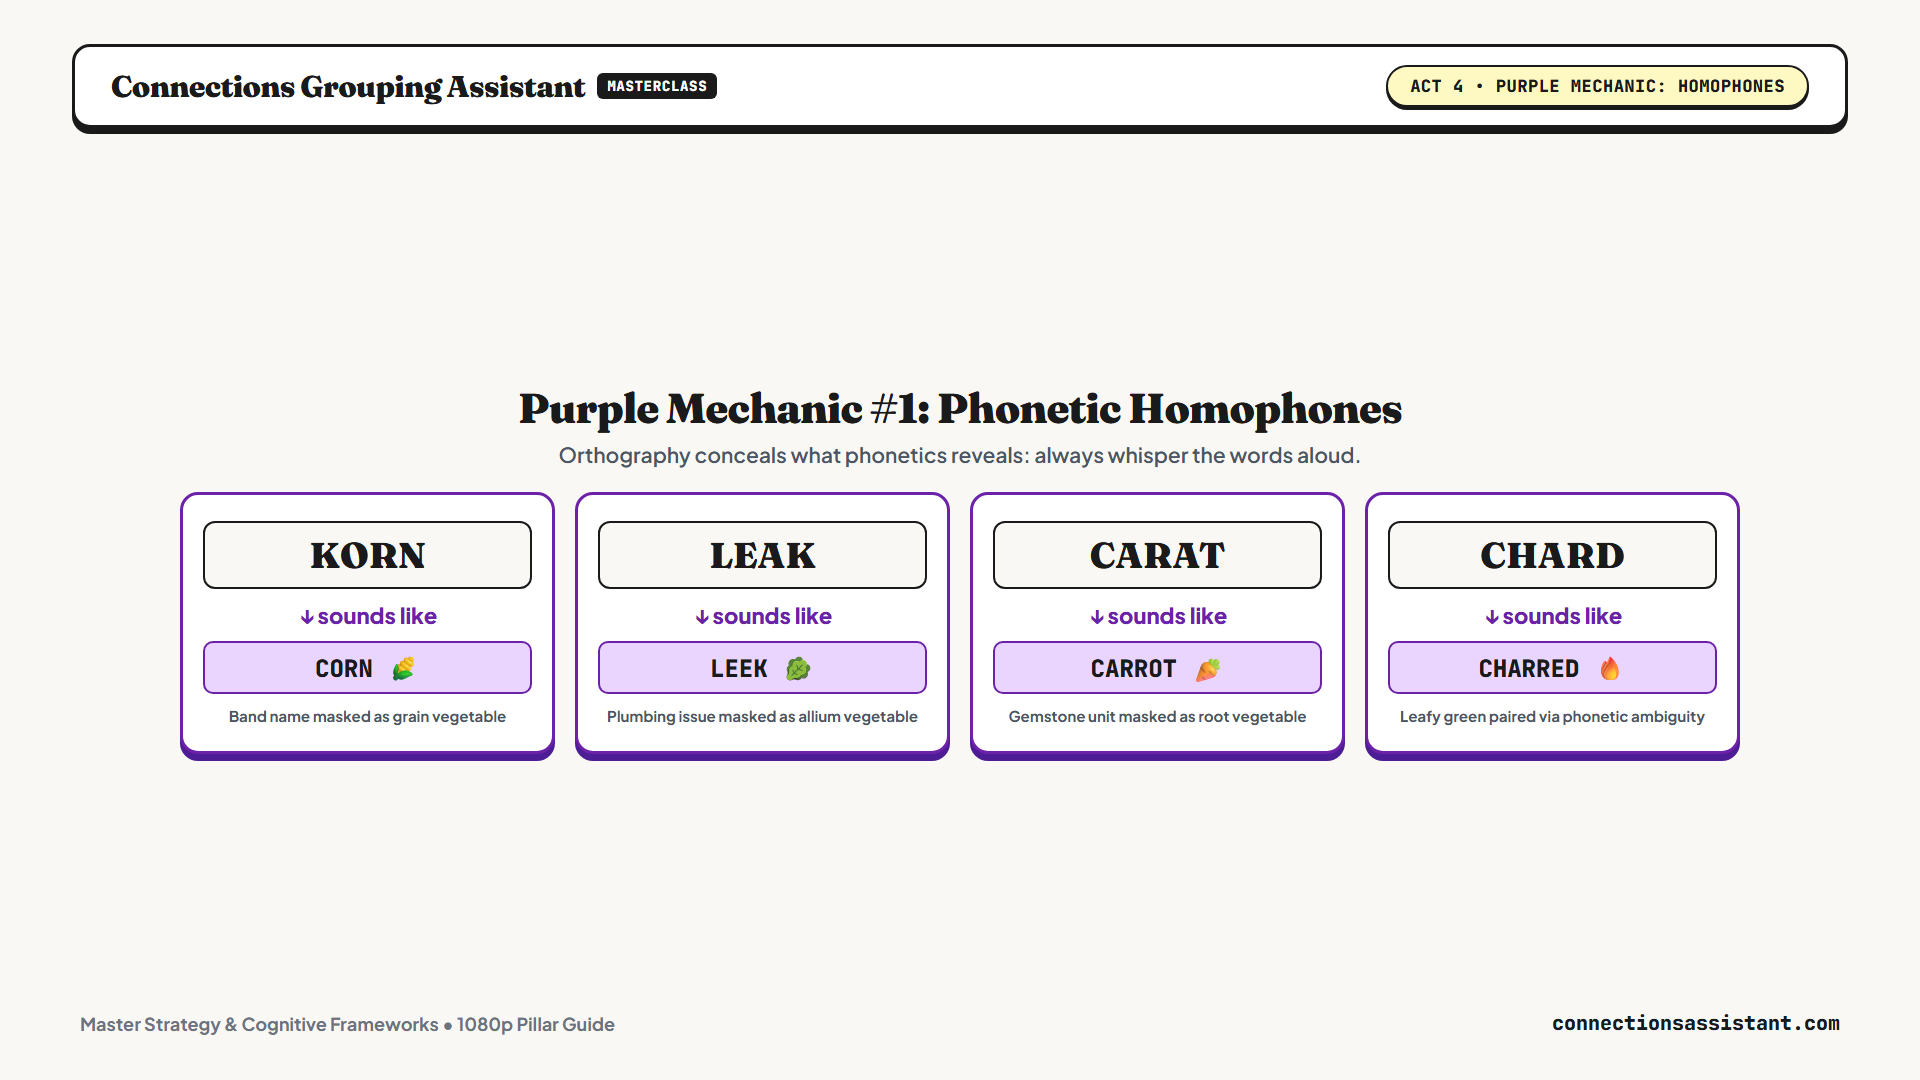 Connections Grouping Assistant MASTERCLASS
ACT 4 • PURPLE MECHANIC: HOMOPHONES
Purple Mechanic #1: Phonetic Homophones
Orthography conceals what phonetics reveals: always whisper the words aloud.
KORN
↓ sounds like
CORN 🌽
Band name masked as grain vegetable
LEAK
↓ sounds like
LEEK 🥬
Plumbing issue masked as allium vegetable
CARAT
↓ sounds like
CARROT 🥕
Gemstone unit masked as root vegetable
CHARD
↓ sounds like
CHARRED 🔥
Leafy green paired via phonetic ambiguity
Master Strategy & Cognitive Frameworks • 1080p Pillar Guide
connectionsassistant.com